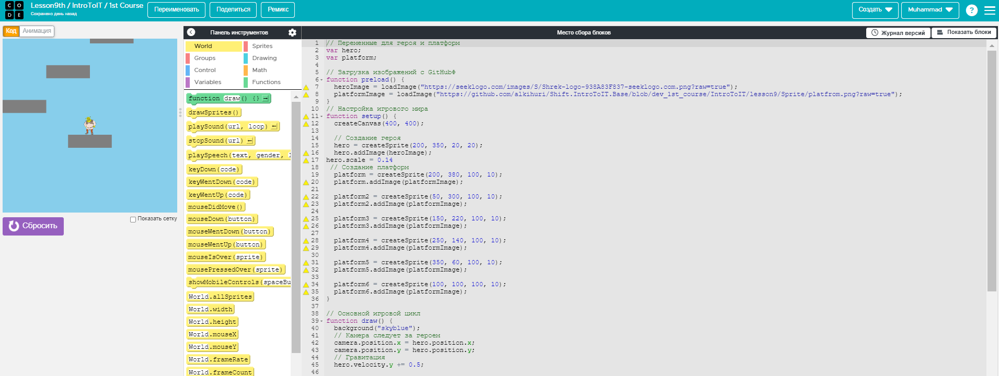 CO
DE
Lesson9th / IntroToIT / 1st Course
Сохранено день назад
Переименовать
Поделиться
Ремикс
Создать
Muhammad
?
Код
Анимация
Сбросить
Показать сетку
Панель инструментов
World
Sprites
Groups
Drawing
Control
Math
Variables
Functions
function draw() {}
drawSprites()
playSound(url, loop)
stopSound(url)
playSpeech(text, gender, l
keyDown(code)
keyWentDown(code)
keyWentUp(code)
mouseDidMove()
mouseDown(button)
mouseWentDown(button)
mouseWentUp(button)
mouseIsOver(sprite)
mousePressedOver(sprite)
showMobileControls(spaceBu
World.allSprites
World.width
World.height
World.mouseX
World.mouseY
World.frameRate
World.frameCount
Место сбора блоков
Журнал версий
Показать блоки
1 // Переменные для героя и платформ
2 var hero;
3 var platform;
4
5 // Загрузка изображений с GitHubФ
6 function preload() {
7   heroImage = loadImage("https://seeklogo.com/images/S/Shrek-logo-938A83F837-seeklogo.com.png?raw=true");
8   platformImage = loadImage("https://github.com/alkihuri/Shift.IntroToIT.Base/blob/dev_1st_course/IntroToIT/lesson9/Sprite/platfrom.png?raw=true");
9 }
10 // Настройка игрового мира
11 function setup() {
12   createCanvas(400, 400);
13
14   // Создание героя
15   hero = createSprite(200, 350, 20, 20);
16   hero.addImage(heroImage);
17 hero.scale = 0.14
18  // Создание платформ
19   platform = createSprite(200, 380, 100, 10);
20   platform.addImage(platformImage);
21
22   platform2 = createSprite(50, 300, 100, 10);
23   platform2.addImage(platformImage);
24
25   platform3 = createSprite(150, 220, 100, 10);
26   platform3.addImage(platformImage);
27
28   platform4 = createSprite(250, 140, 100, 10);
29   platform4.addImage(platformImage);
30
31   platform5 = createSprite(350, 60, 100, 10);
32   platform5.addImage(platformImage);
33
34   platform6 = createSprite(100, 100, 100, 10);
35   platform6.addImage(platformImage);
36 }
37
38 // Основной игровой цикл
39 function draw() {
40   background("skyblue");
41   // Камера следует за героем
42   camera.position.x = hero.position.x;
43   camera.position.y = hero.position.y;
44   // Гравитация
45   hero.velocity.y += 0.5;
46